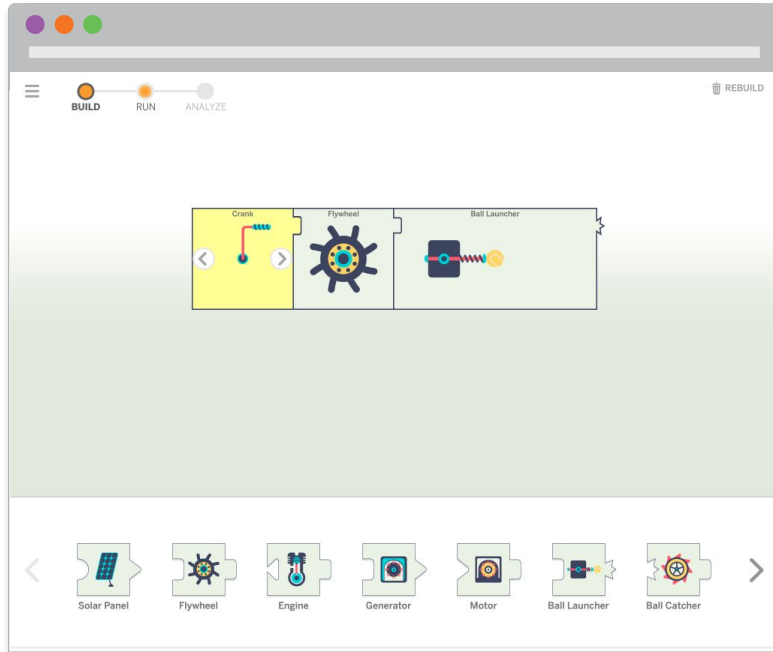 REBUILD
BUILD RUN ANALYZE
Crank Flywheel Ball Launcher
Solar Panel Flywheel Engine Generator Motor Ball Launcher Ball Catcher